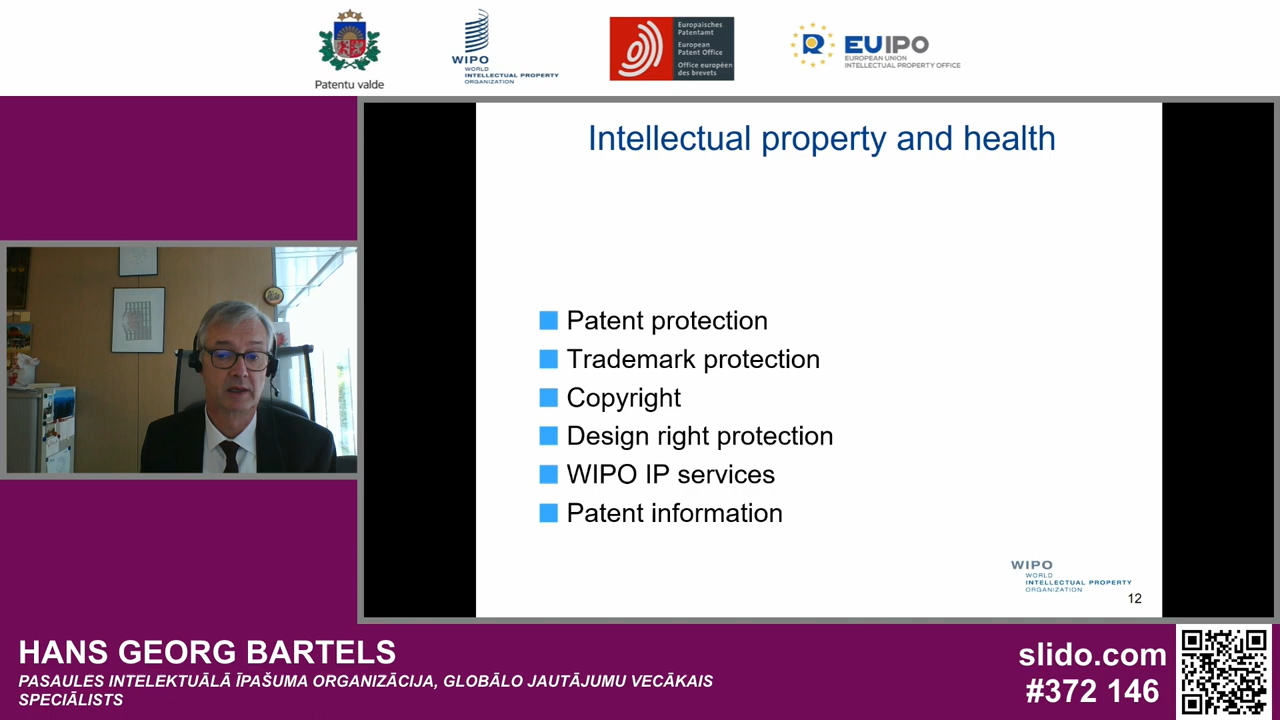 Patentu valde
WIPO
WORLD
INTELLECTUAL PROPERTY
ORGANIZATION
Europäisches
Patentamt
European
Patent Office
Office européen
des brevets
EUIPO
EUROPEAN UNION
INTELLECTUAL PROPERTY OFFICE
Intellectual property and health
Patent protection
Trademark protection
Copyright
Design right protection
WIPO IP services
Patent information
WIPO
WORLD
INTELLECTUAL PROPERTY
ORGANIZATION
12
HANS GEORG BARTELS
PASAULES INTELEKTUĀLĀ ĪPAŠUMA ORGANIZĀCIJA, GLOBĀLO JAUTĀJUMU VECĀKAIS
SPECIĀLISTS
slido.com
#372 146